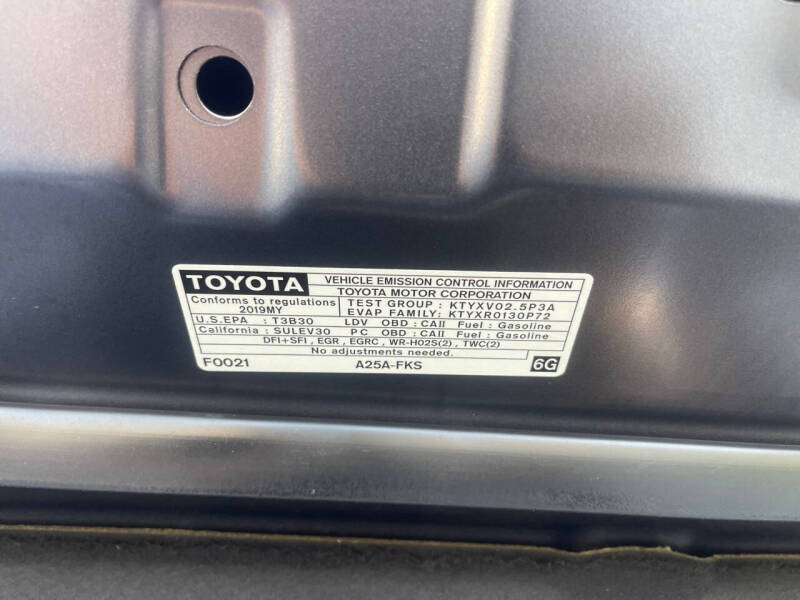 TOYOTA VEHICLE EMISSION CONTROL INFORMATION
TOYOTA MOTOR CORPORATION
Conforms to regulations TEST GROUP : KTYXV02.5P3A
2019MY EVAP FAMILY: KTYXR0130P72
U.S.EPA : T3B30 LDV OBD : CAII Fuel : Gasoline
California : SULEV30 PC OBD : CAII Fuel : Gasoline
DFI+SFI , EGR , EGRC , WR-HO2S(2) , TWC(2)
No adjustments needed.
F0021 A25A-FKS 6G